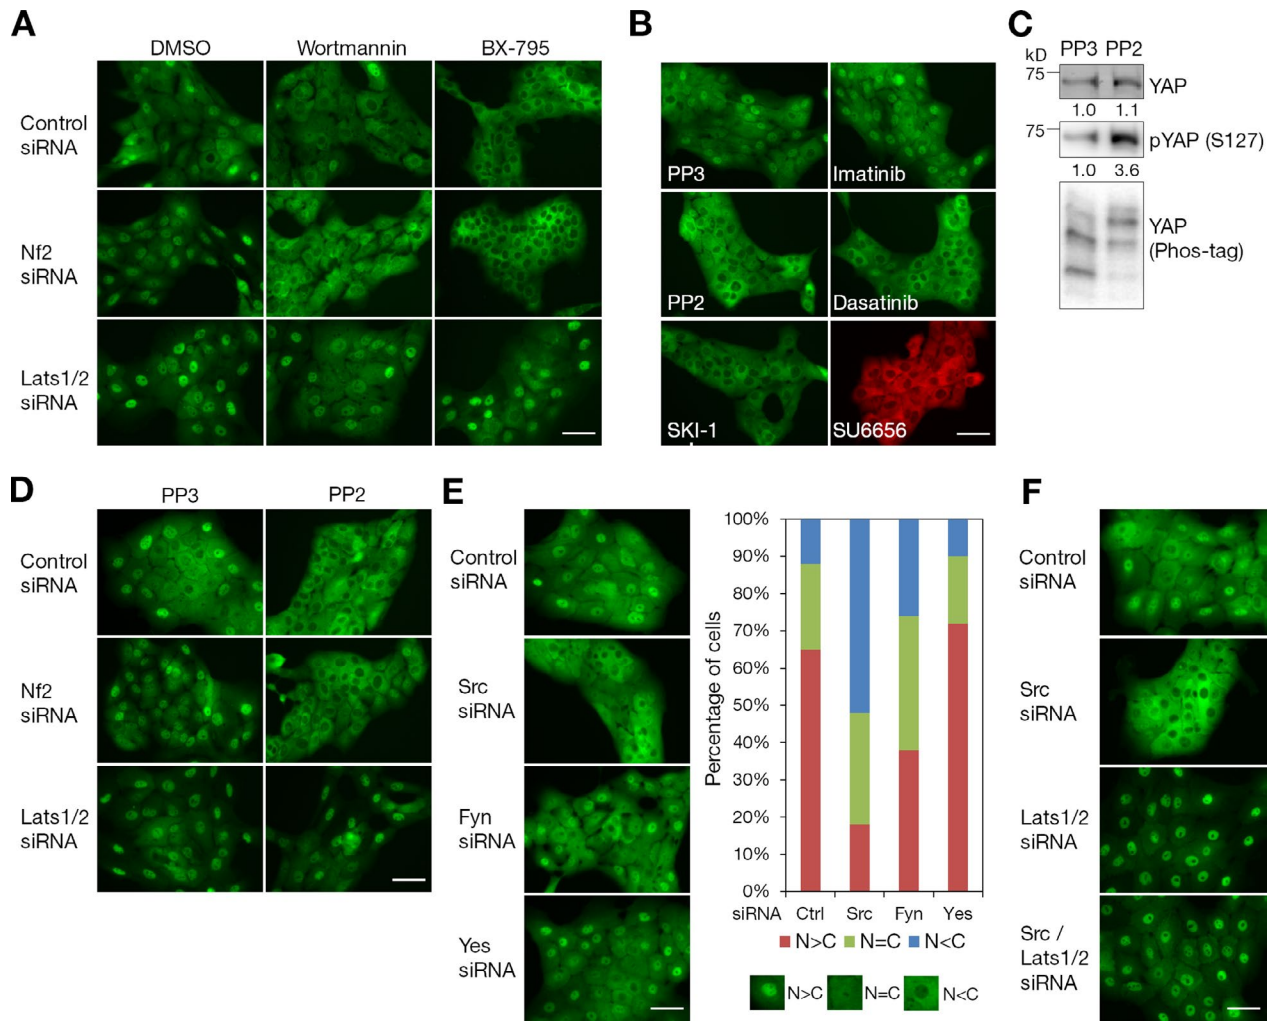 A
DMSO
Wortmannin
BX-795
Control
siRNA
Nf2
siRNA
Lats1/2
siRNA
B
PP3
Imatinib
PP2
Dasatinib
SKI-1
SU6656
C
kD
PP3 PP2
75
YAP
1.0 1.1
75
pYAP (S127)
1.0 3.6
YAP
(Phos-tag)
D
PP3
PP2
Control
siRNA
Nf2
siRNA
Lats1/2
siRNA
E
Control
siRNA
Src
siRNA
Fyn
siRNA
Yes
siRNA
Percentage of cells
100%
90%
80%
70%
60%
50%
40%
30%
20%
10%
0%
siRNA Ctrl Src Fyn Yes
N>C N=C N<C
N>C N=C N<C
F
Control
siRNA
Src
siRNA
Lats1/2
siRNA
Src /
Lats1/2
siRNA